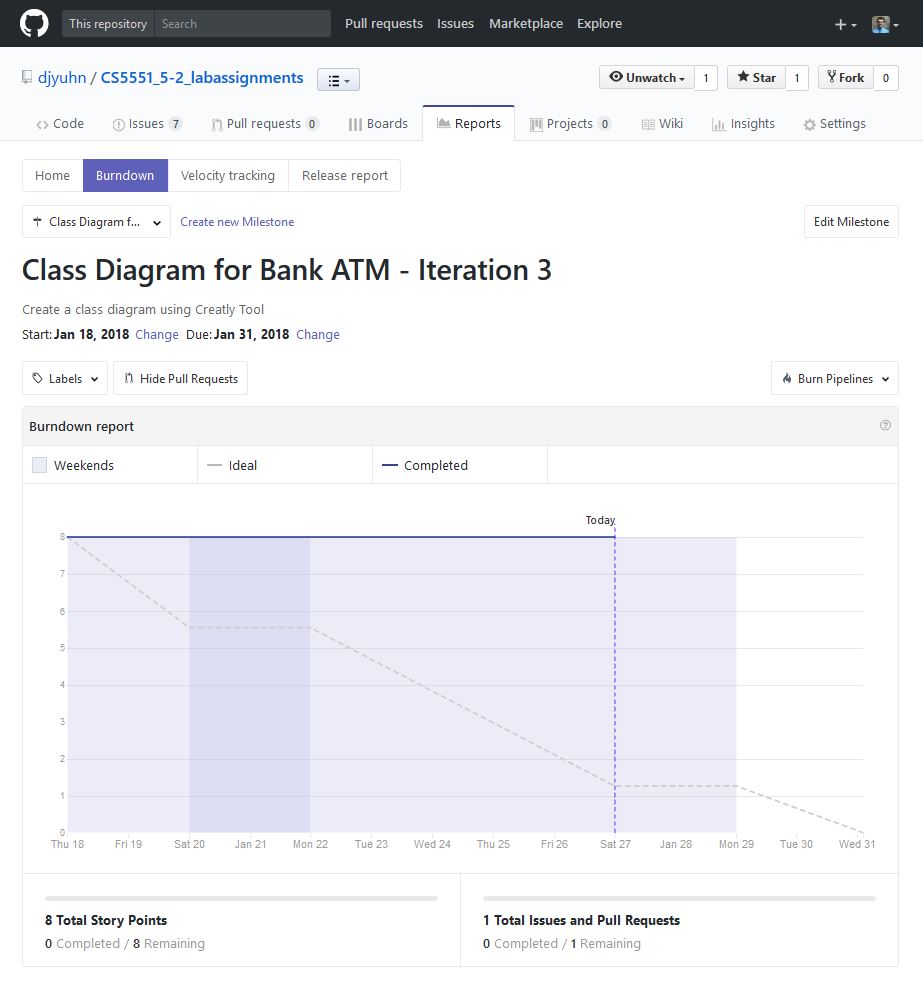 This repository Search Pull requests Issues Marketplace Explore
djyuhn / CS5551_5-2_labassignments Unwatch 1 Star 1 Fork 0
Code Issues 7 Pull requests 0 Boards Reports Projects 0 Wiki Insights Settings
Home Burndown Velocity tracking Release report
Class Diagram f... Create new Milestone Edit Milestone
Class Diagram for Bank ATM - Iteration 3
Create a class diagram using Creatly Tool
Start: Jan 18, 2018 Change Due: Jan 31, 2018 Change
Labels Hide Pull Requests Burn Pipelines
Burndown report
Weekends Ideal Completed
Today
8
7
6
5
4
3
2
1
0
Thu 18 Fri 19 Sat 20 Jan 21 Mon 22 Tue 23 Wed 24 Thu 25 Fri 26 Sat 27 Jan 28 Mon 29 Tue 30 Wed 31
8 Total Story Points 1 Total Issues and Pull Requests
0 Completed / 8 Remaining 0 Completed / 1 Remaining